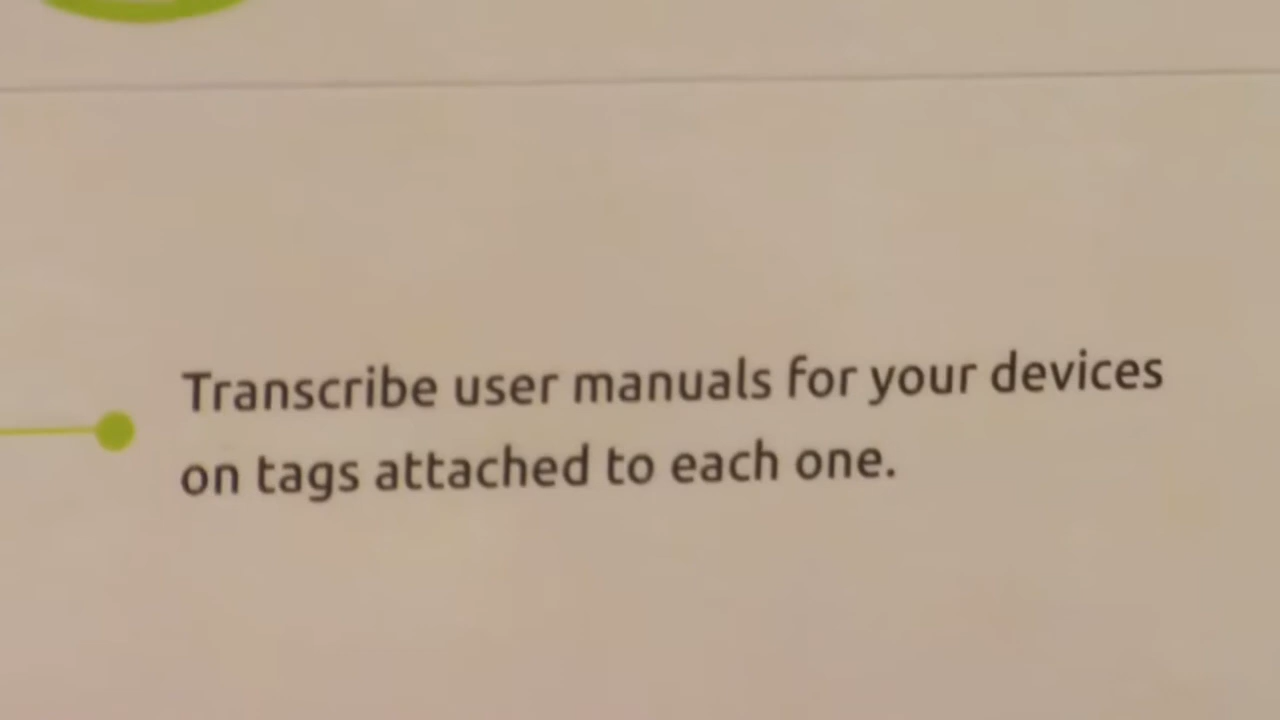 Transcribe user manuals for your devices
on tags attached to each one.